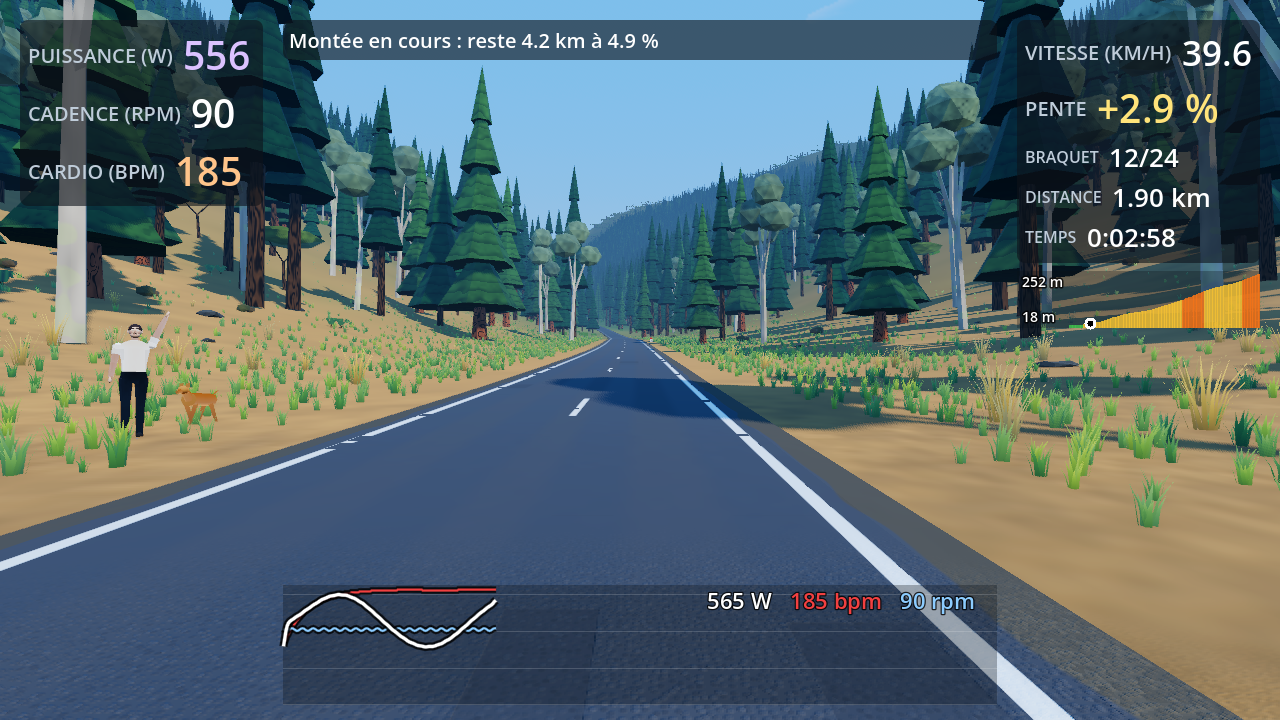 PUISSANCE (W) 556
CADENCE (RPM) 90
CARDIO (BPM) 185
Montée en cours : reste 4.2 km à 4.9 %
VITESSE (KM/H) 39.6
PENTE +2.9 %
BRAQUET 12/24
DISTANCE 1.90 km
TEMPS 0:02:58
252 m
18 m
565 W 185 bpm 90 rpm